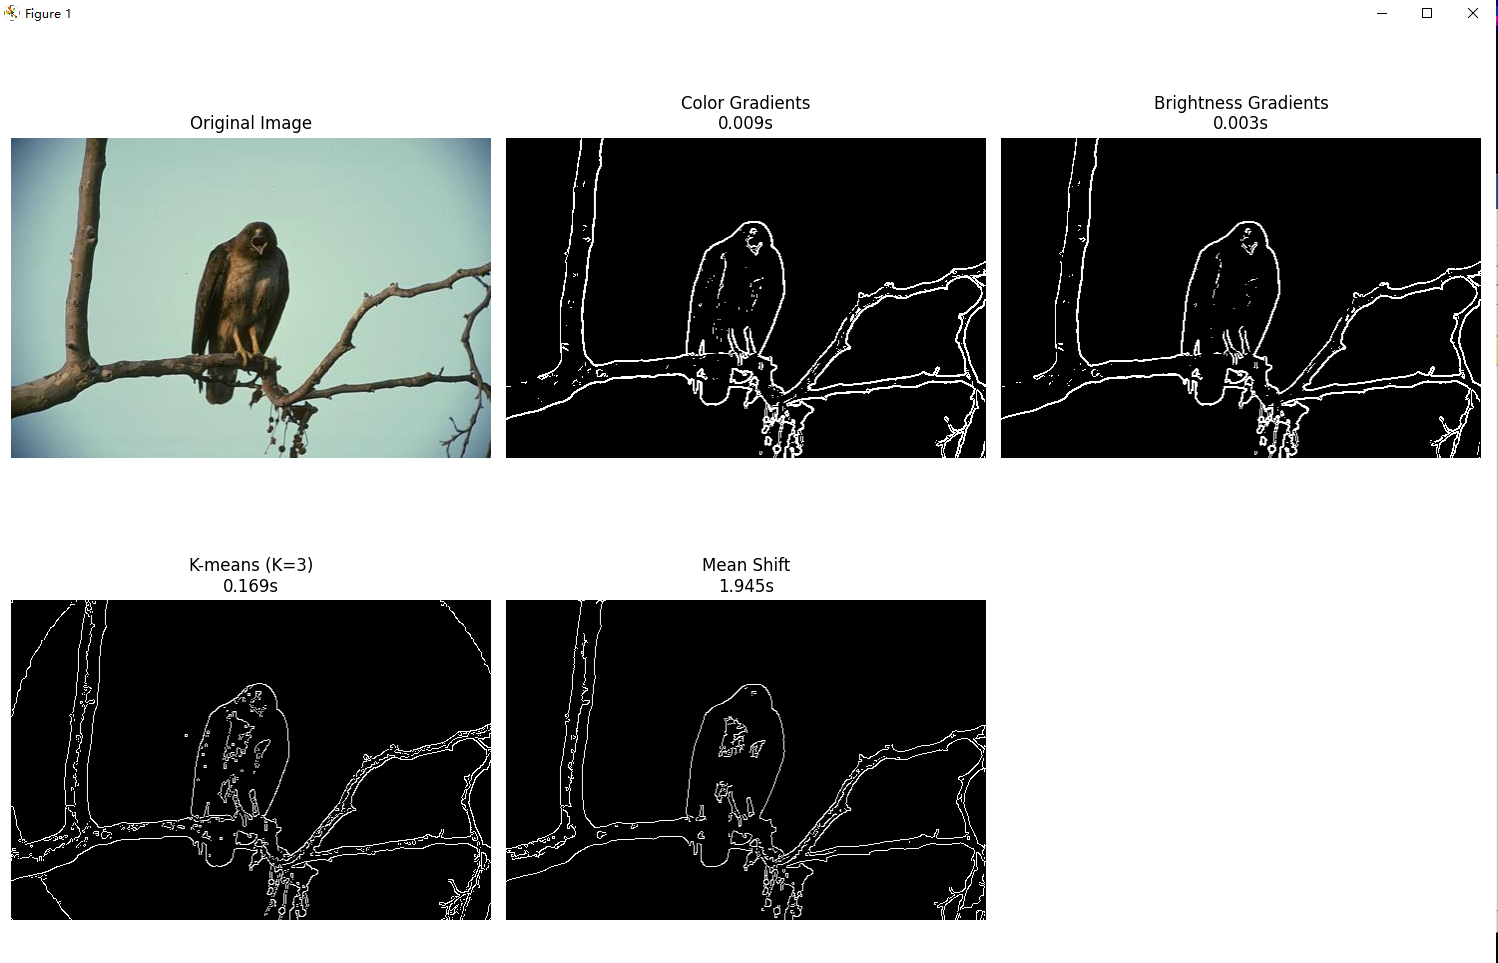 Figure 1
Original Image
Color Gradients
0.009s
Brightness Gradients
0.003s
K-means (K=3)
0.169s
Mean Shift
1.945s